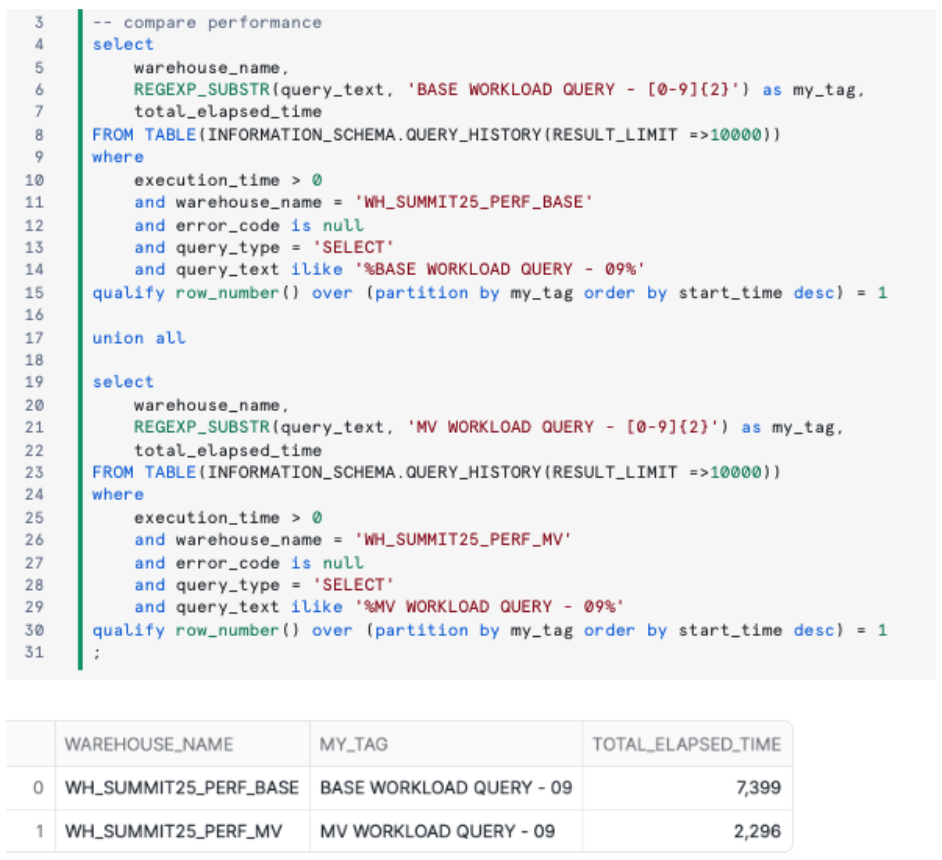 3 -- compare performance
4 select
5 warehouse_name,
6 REGEXP_SUBSTR(query_text, 'BASE WORKLOAD QUERY - [0-9]{2}') as my_tag,
7 total_elapsed_time
8 FROM TABLE(INFORMATION_SCHEMA.QUERY_HISTORY(RESULT_LIMIT =>10000))
9 where
10 execution_time > 0
11 and warehouse_name = 'WH_SUMMIT25_PERF_BASE'
12 and error_code is null
13 and query_type = 'SELECT'
14 and query_text ilike '%BASE WORKLOAD QUERY - 09%'
15 qualify row_number() over (partition by my_tag order by start_time desc) = 1
16
17 union all
18
19 select
20 warehouse_name,
21 REGEXP_SUBSTR(query_text, 'MV WORKLOAD QUERY - [0-9]{2}') as my_tag,
22 total_elapsed_time
23 FROM TABLE(INFORMATION_SCHEMA.QUERY_HISTORY(RESULT_LIMIT =>10000))
24 where
25 execution_time > 0
26 and warehouse_name = 'WH_SUMMIT25_PERF_MV'
27 and error_code is null
28 and query_type = 'SELECT'
29 and query_text ilike '%MV WORKLOAD QUERY - 09%'
30 qualify row_number() over (partition by my_tag order by start_time desc) = 1
31 ;
WAREHOUSE_NAME MY_TAG TOTAL_ELAPSED_TIME
0 WH_SUMMIT25_PERF_BASE BASE WORKLOAD QUERY - 09 7,399
1 WH_SUMMIT25_PERF_MV MV WORKLOAD QUERY - 09 2,296